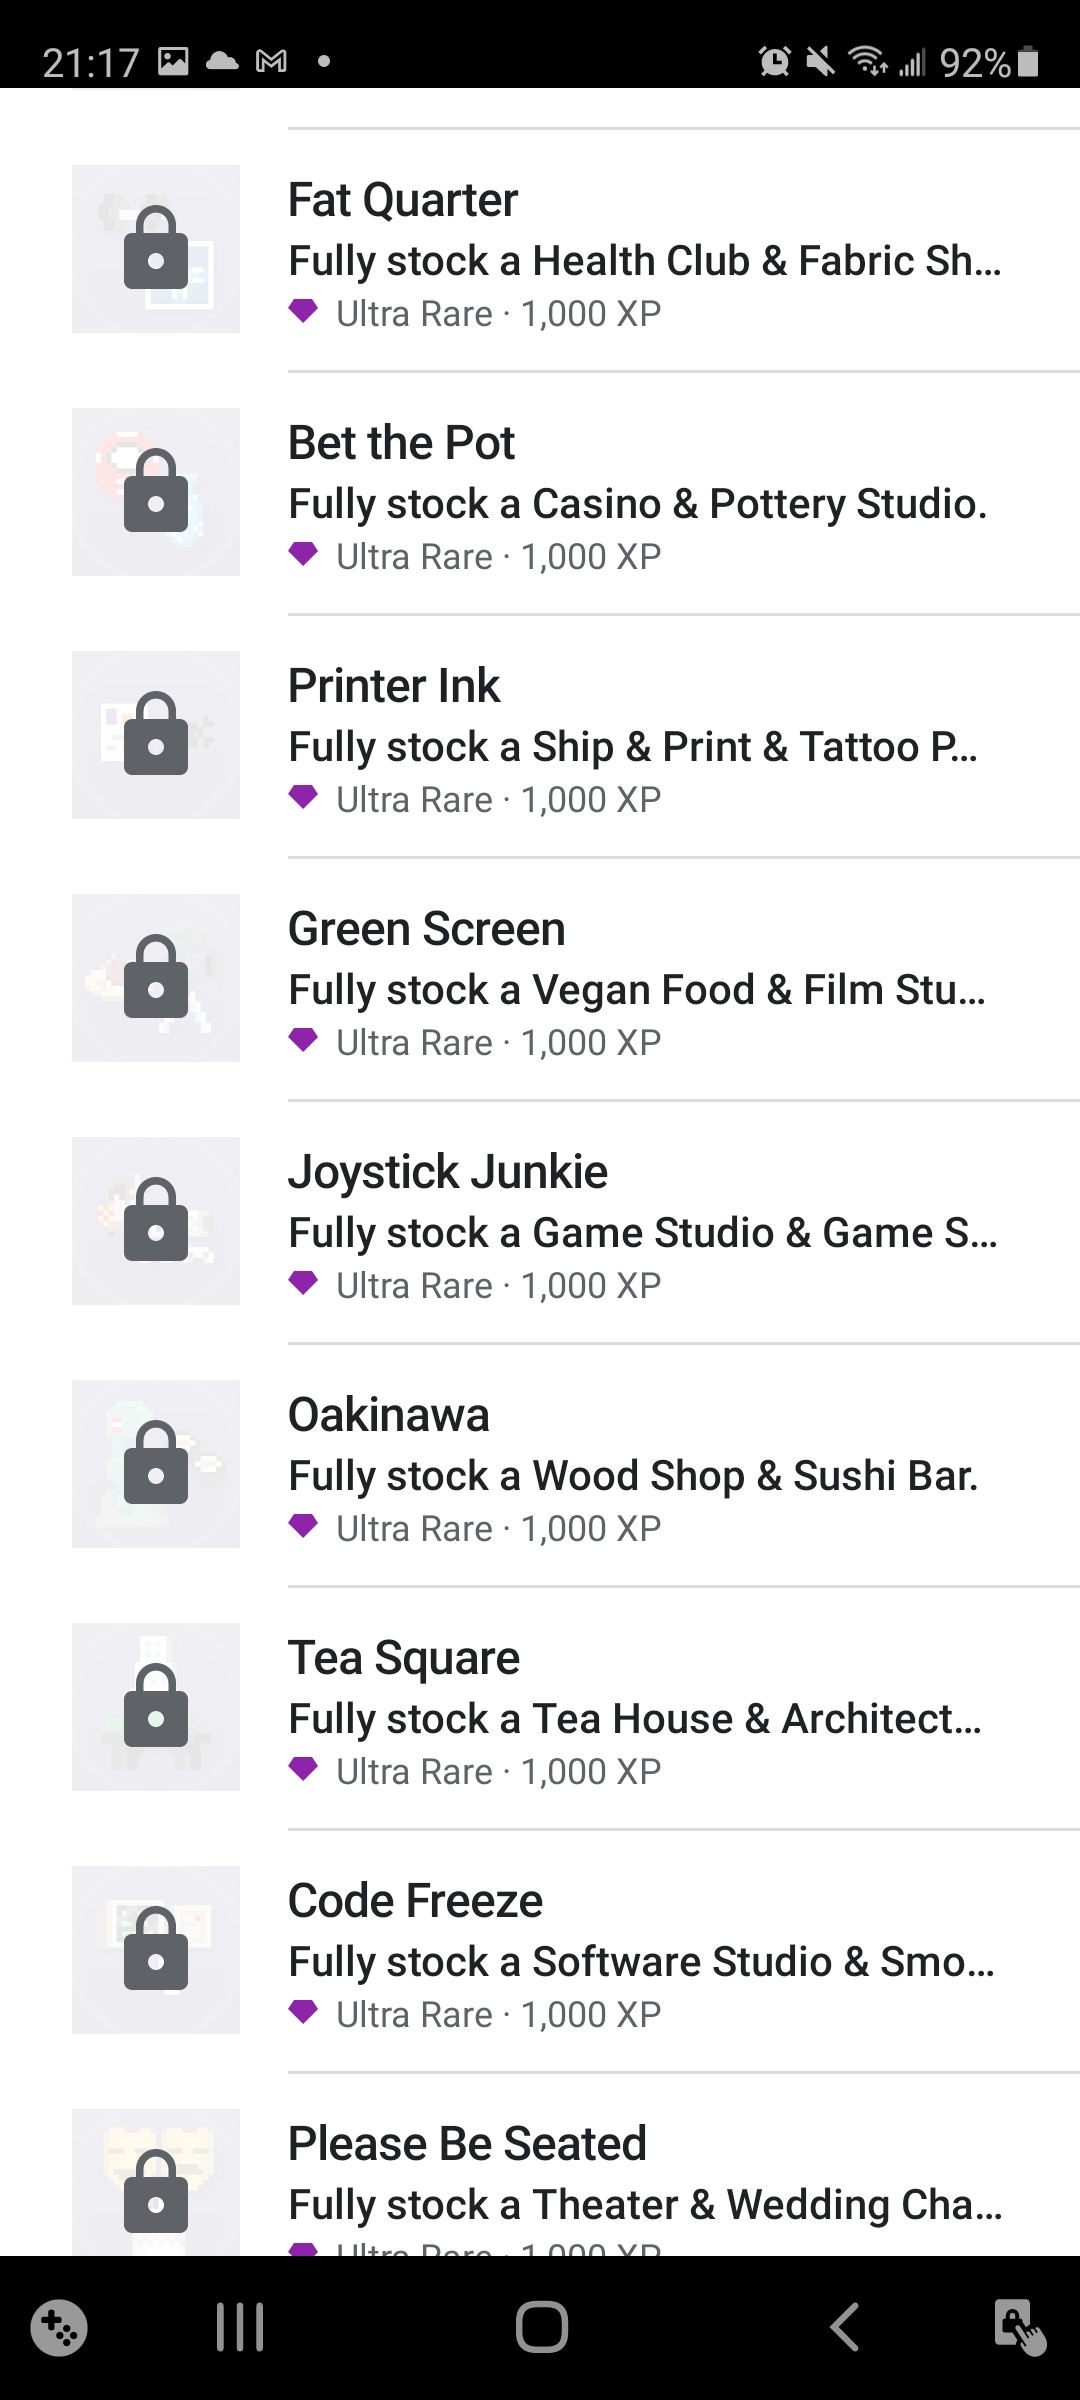 21:17
92%
Fat Quarter
Fully stock a Health Club & Fabric Sh...
Ultra Rare · 1,000 XP
Bet the Pot
Fully stock a Casino & Pottery Studio.
Ultra Rare · 1,000 XP
Printer Ink
Fully stock a Ship & Print & Tattoo P...
Ultra Rare · 1,000 XP
Green Screen
Fully stock a Vegan Food & Film Stu...
Ultra Rare · 1,000 XP
Joystick Junkie
Fully stock a Game Studio & Game S...
Ultra Rare · 1,000 XP
Oakinawa
Fully stock a Wood Shop & Sushi Bar.
Ultra Rare · 1,000 XP
Tea Square
Fully stock a Tea House & Architect...
Ultra Rare · 1,000 XP
Code Freeze
Fully stock a Software Studio & Smo...
Ultra Rare · 1,000 XP
Please Be Seated
Fully stock a Theater & Wedding Cha...
Ultra Rare · 1,000 XP